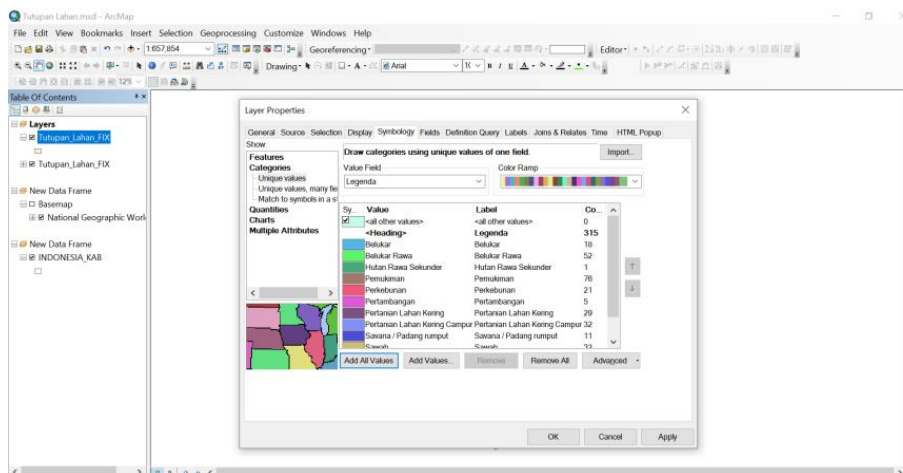 Tutupan Lahan.mxd - ArcMap
File Edit View Bookmarks Insert Selection Geoprocessing Customize Windows Help
1:657,854 Georeferencing Editor
Drawing Arial B I U A
12%
Table Of Contents
Layers
Tutupan_Lahan_FIX
Tutupan_Lahan_FIX
New Data Frame
Basemap
National Geographic Worl
New Data Frame
INDONESIA_KAB
Layer Properties
General Source Selection Display Symbology Fields Definition Query Labels Joins & Relates Time HTML Popup
Show:
Features
Categories
Unique values
Unique values, many fie
Match to symbols in a s
Quantities
Charts
Multiple Attributes
Draw categories using unique values of one field. Import...
Value Field Color Ramp
Legenda
Sy... Value Label Co...
<all other values> <all other values> 0
<Heading> Legenda 315
Belukar Belukar 18
Belukar Rawa Belukar Rawa 52
Hutan Rawa Sekunder Hutan Rawa Sekunder 1
Pemukiman Pemukiman 76
Perkebunan Perkebunan 21
Pertambangan Pertambangan 5
Pertanian Lahan Kering Pertanian Lahan Kering 29
Pertanian Lahan Kering Campur Pertanian Lahan Kering Campur 32
Savana / Padang rumput Savana / Padang rumput 11
Sawah Sawah
Add All Values Add Values... Remove Remove All Advanced
OK Cancel Apply